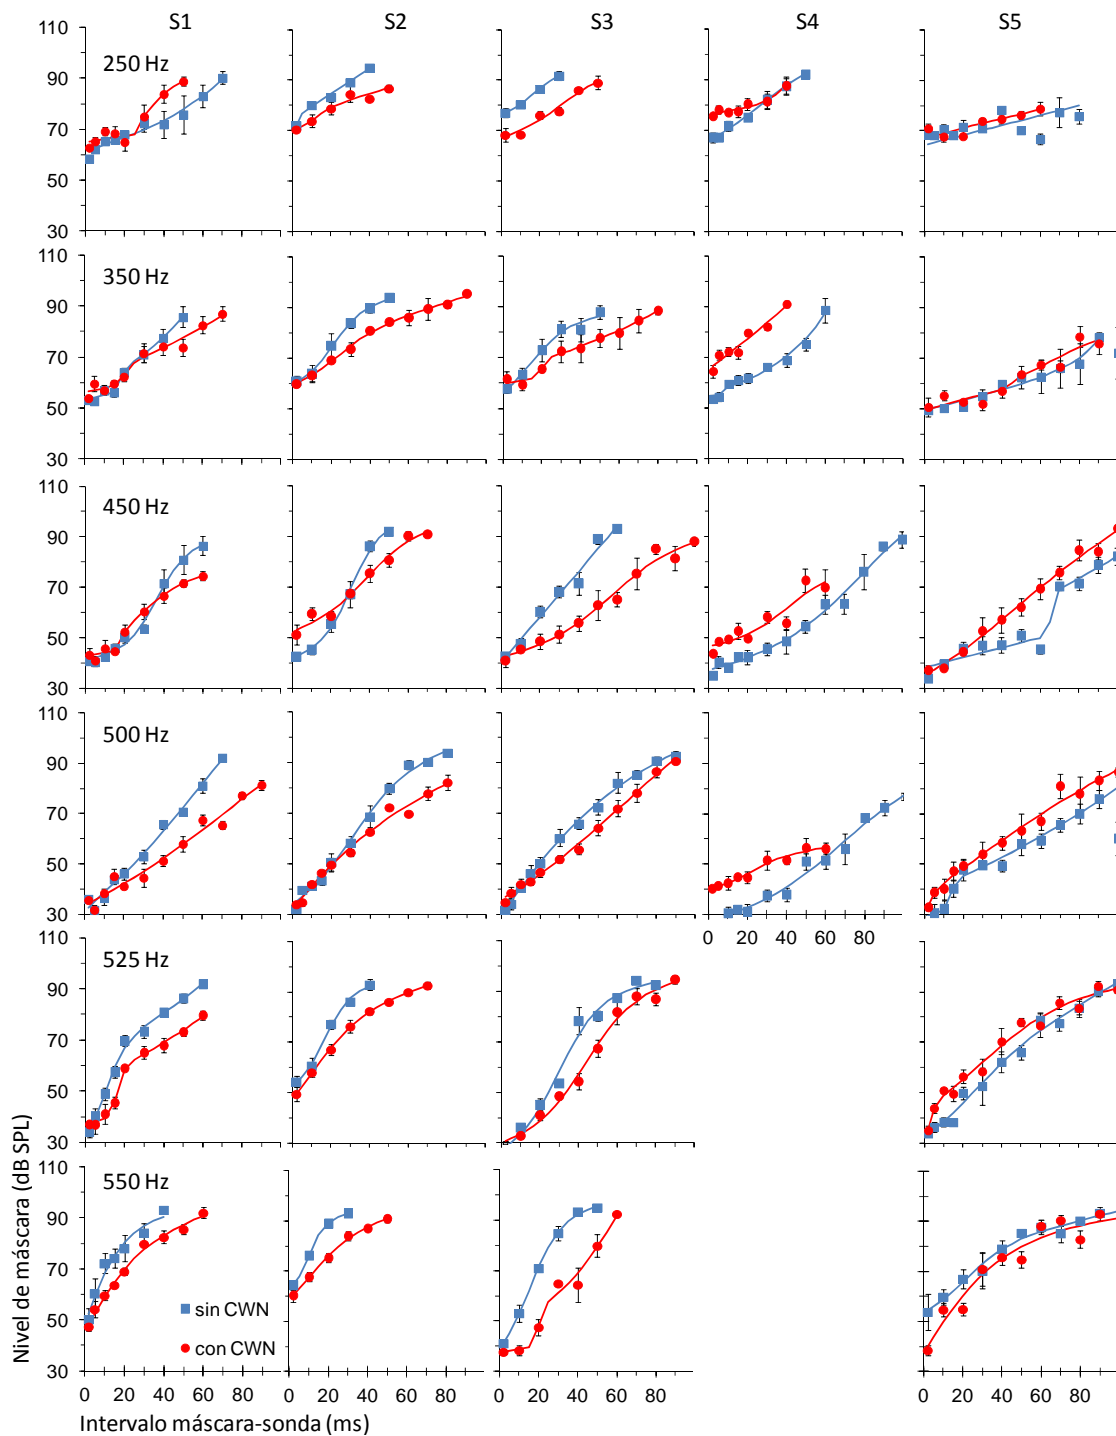 S1 S2 S3 S4 S5
250 Hz
110
90
70
50
30
350 Hz
110
90
70
50
30
450 Hz
110
90
70
50
30
500 Hz
110
90
70
50
30
0 20 40 60 80
525 Hz
110
90
70
50
30
550 Hz
110
90
70
50
30
sin CWN
con CWN
0 20 40 60 80 0 20 40 60 80 0 20 40 60 80 0 20 40 60 80
Nivel de máscara (dB SPL)
Intervalo máscara-sonda (ms)